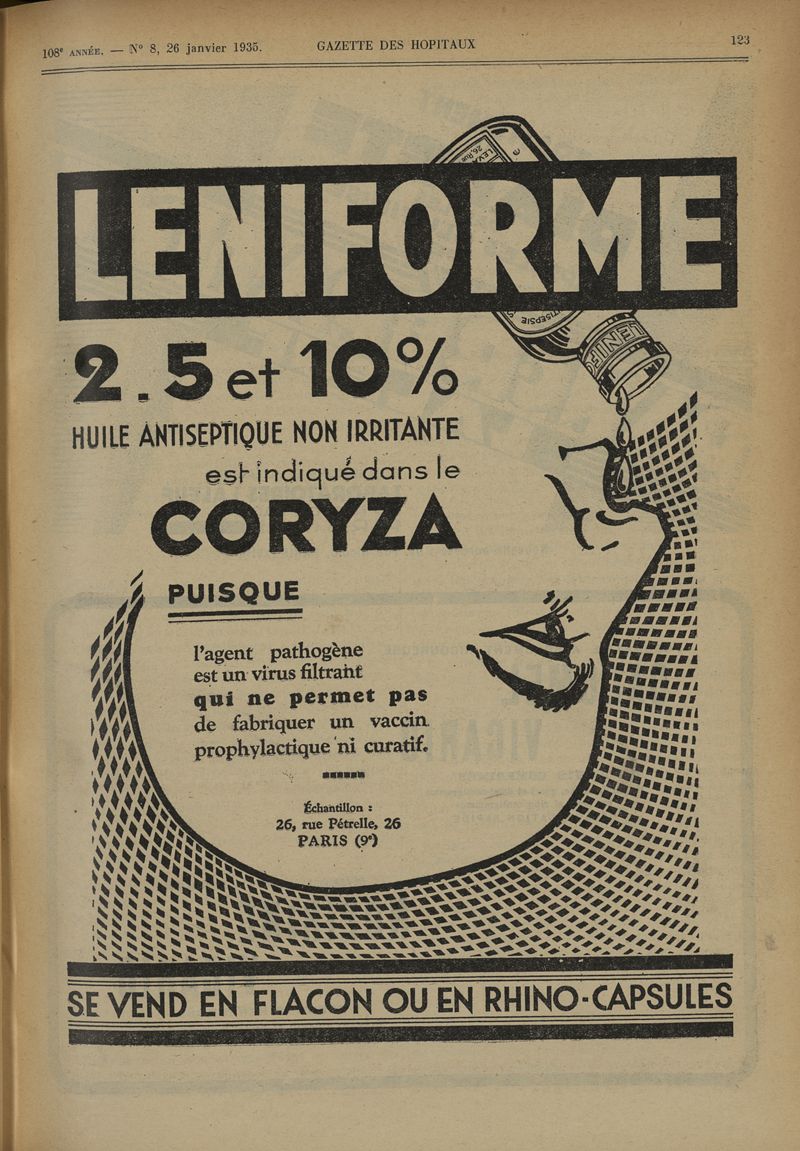 108e ANNÉE. — N° 8, 26 janvier 1935.
GAZETTE DES HOPITAUX
123
26, Rue
LENIFORME
LENIFO
2.5 et 10%
HUILE ANTISEPTIQUE NON IRRITANTE
est indiqué dans le
CORYZA
PUISQUE
l'agent pathogène
est un virus filtrant
qui ne permet pas
de fabriquer un vaccin
prophylactique ni curatif.
Échantillon :
26, rue Pétrelle, 26
PARIS (9e)
SE VEND EN FLACON OU EN RHINO-CAPSULES